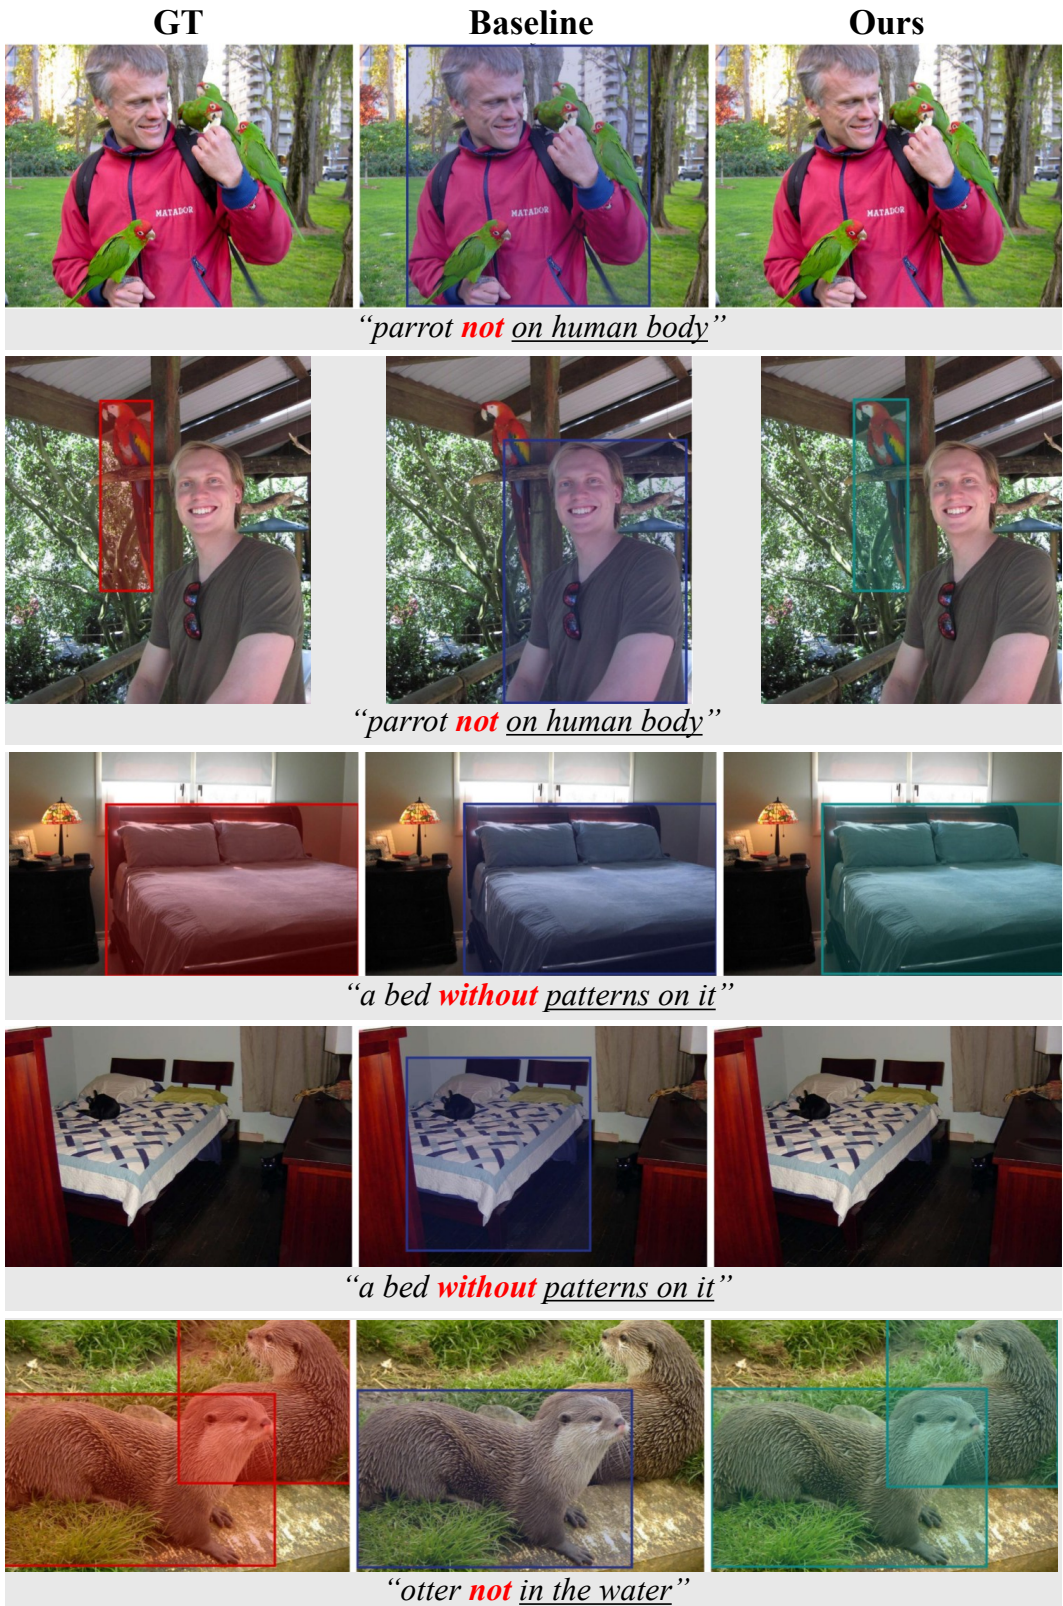 GT Baseline Ours
MATADOR MATADOR MATADOR
“parrot not on human body”
“parrot not on human body”
“a bed without patterns on it”
“a bed without patterns on it”
“otter not in the water”